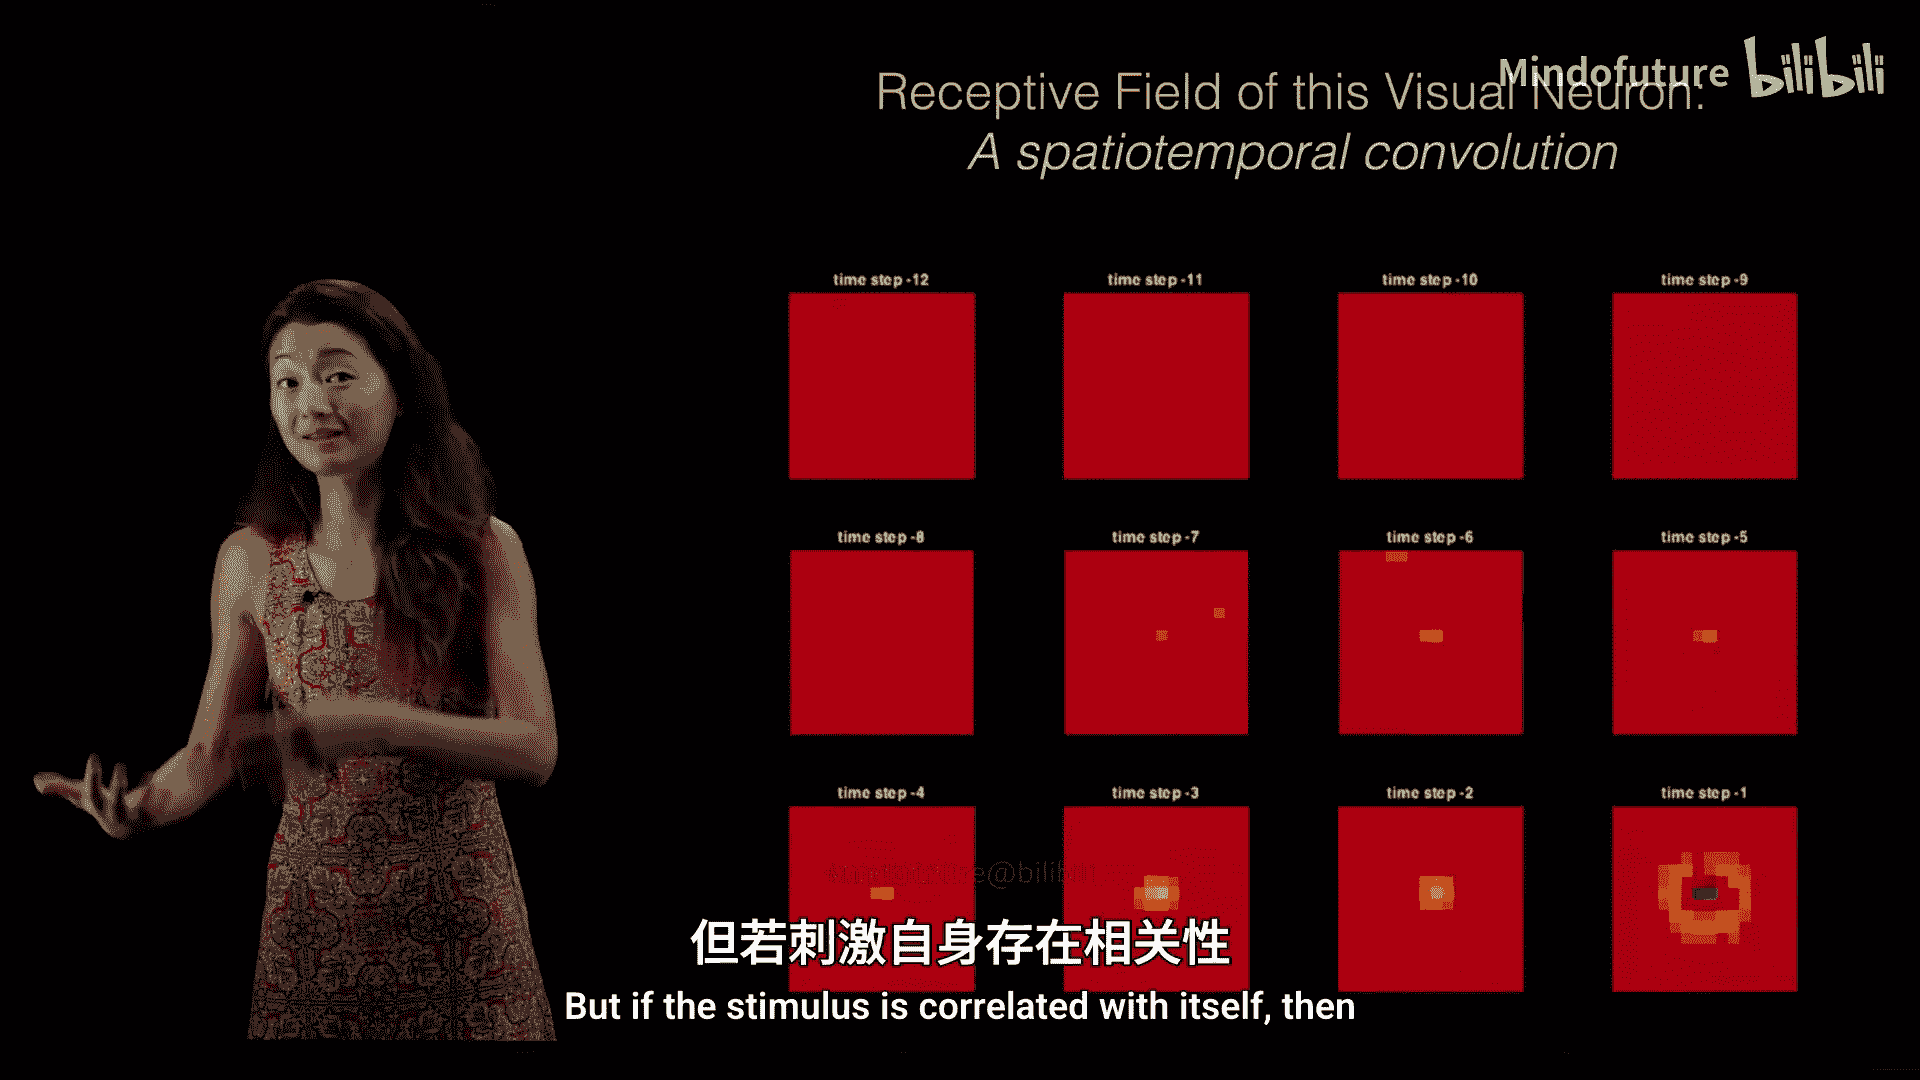 Mindofuture bilibili
Receptive Field of this Visual Neuron:
A spatiotemporal convolution
time step -12
time step -11
time step -10
time step -9
time step -8
time step -7
time step -6
time step -5
time step -4
time step -3
time step -2
time step -1
但若刺激自身存在相关性
But if the stimulus is correlated with itself, then